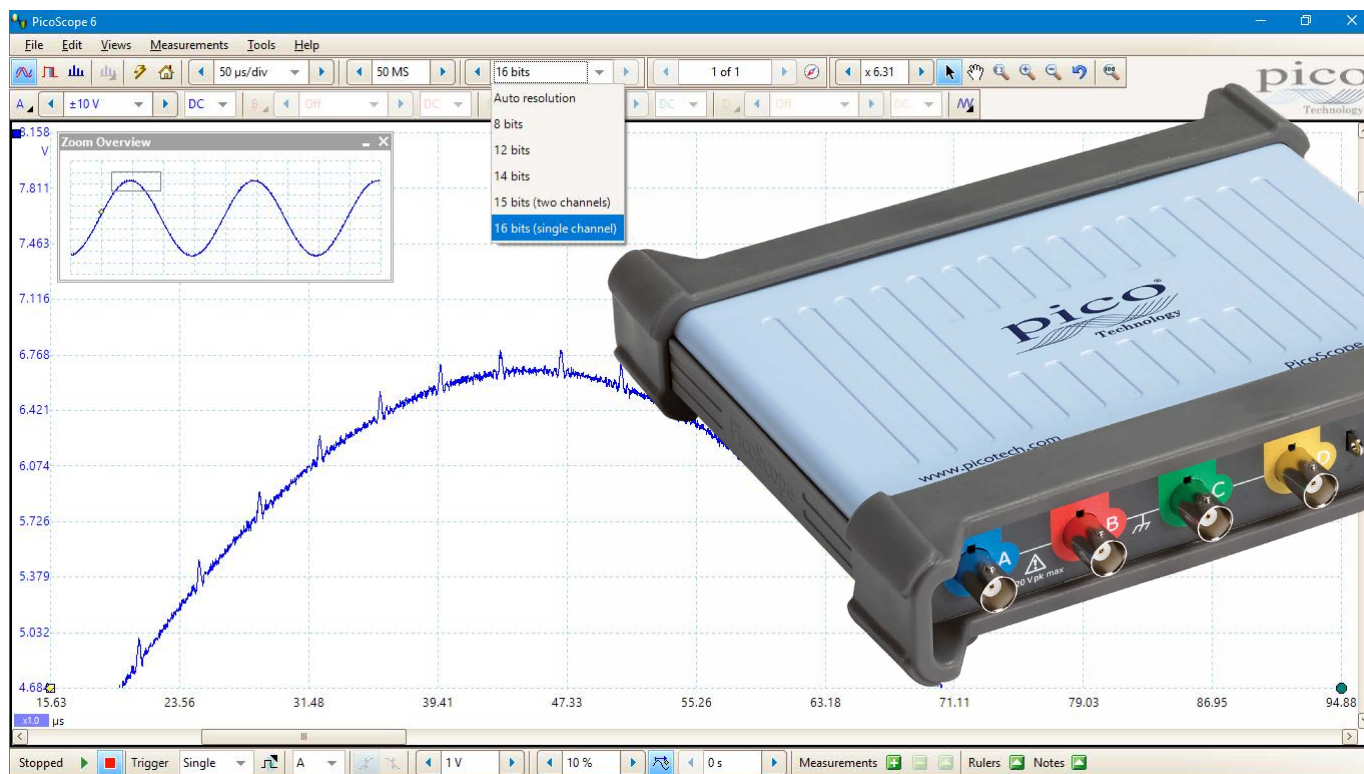 PicoScope 6
File Edit Views Measurements Tools Help
50 µs/div 50 MS 16 bits 1 of 1 x 6.31
pico
Technology
A ±10 V DC B Off DC DC D Off DC
Auto resolution
8 bits
12 bits
14 bits
15 bits (two channels)
16 bits (single channel)
Zoom Overview
8.158
V
7.811
7.463
7.116
6.768
6.421
6.074
5.726
5.379
5.032
4.684
pico
Technology
PicoScope
PicoScope
www.picotech.com
A B C D
20 V pk max
15.63 23.56 31.48 39.41 47.33 55.26 63.18 71.11 79.03 86.95 94.88
x1.0 µs
Stopped Trigger Single A 1 V 10 % 0 s Measurements Rulers Notes